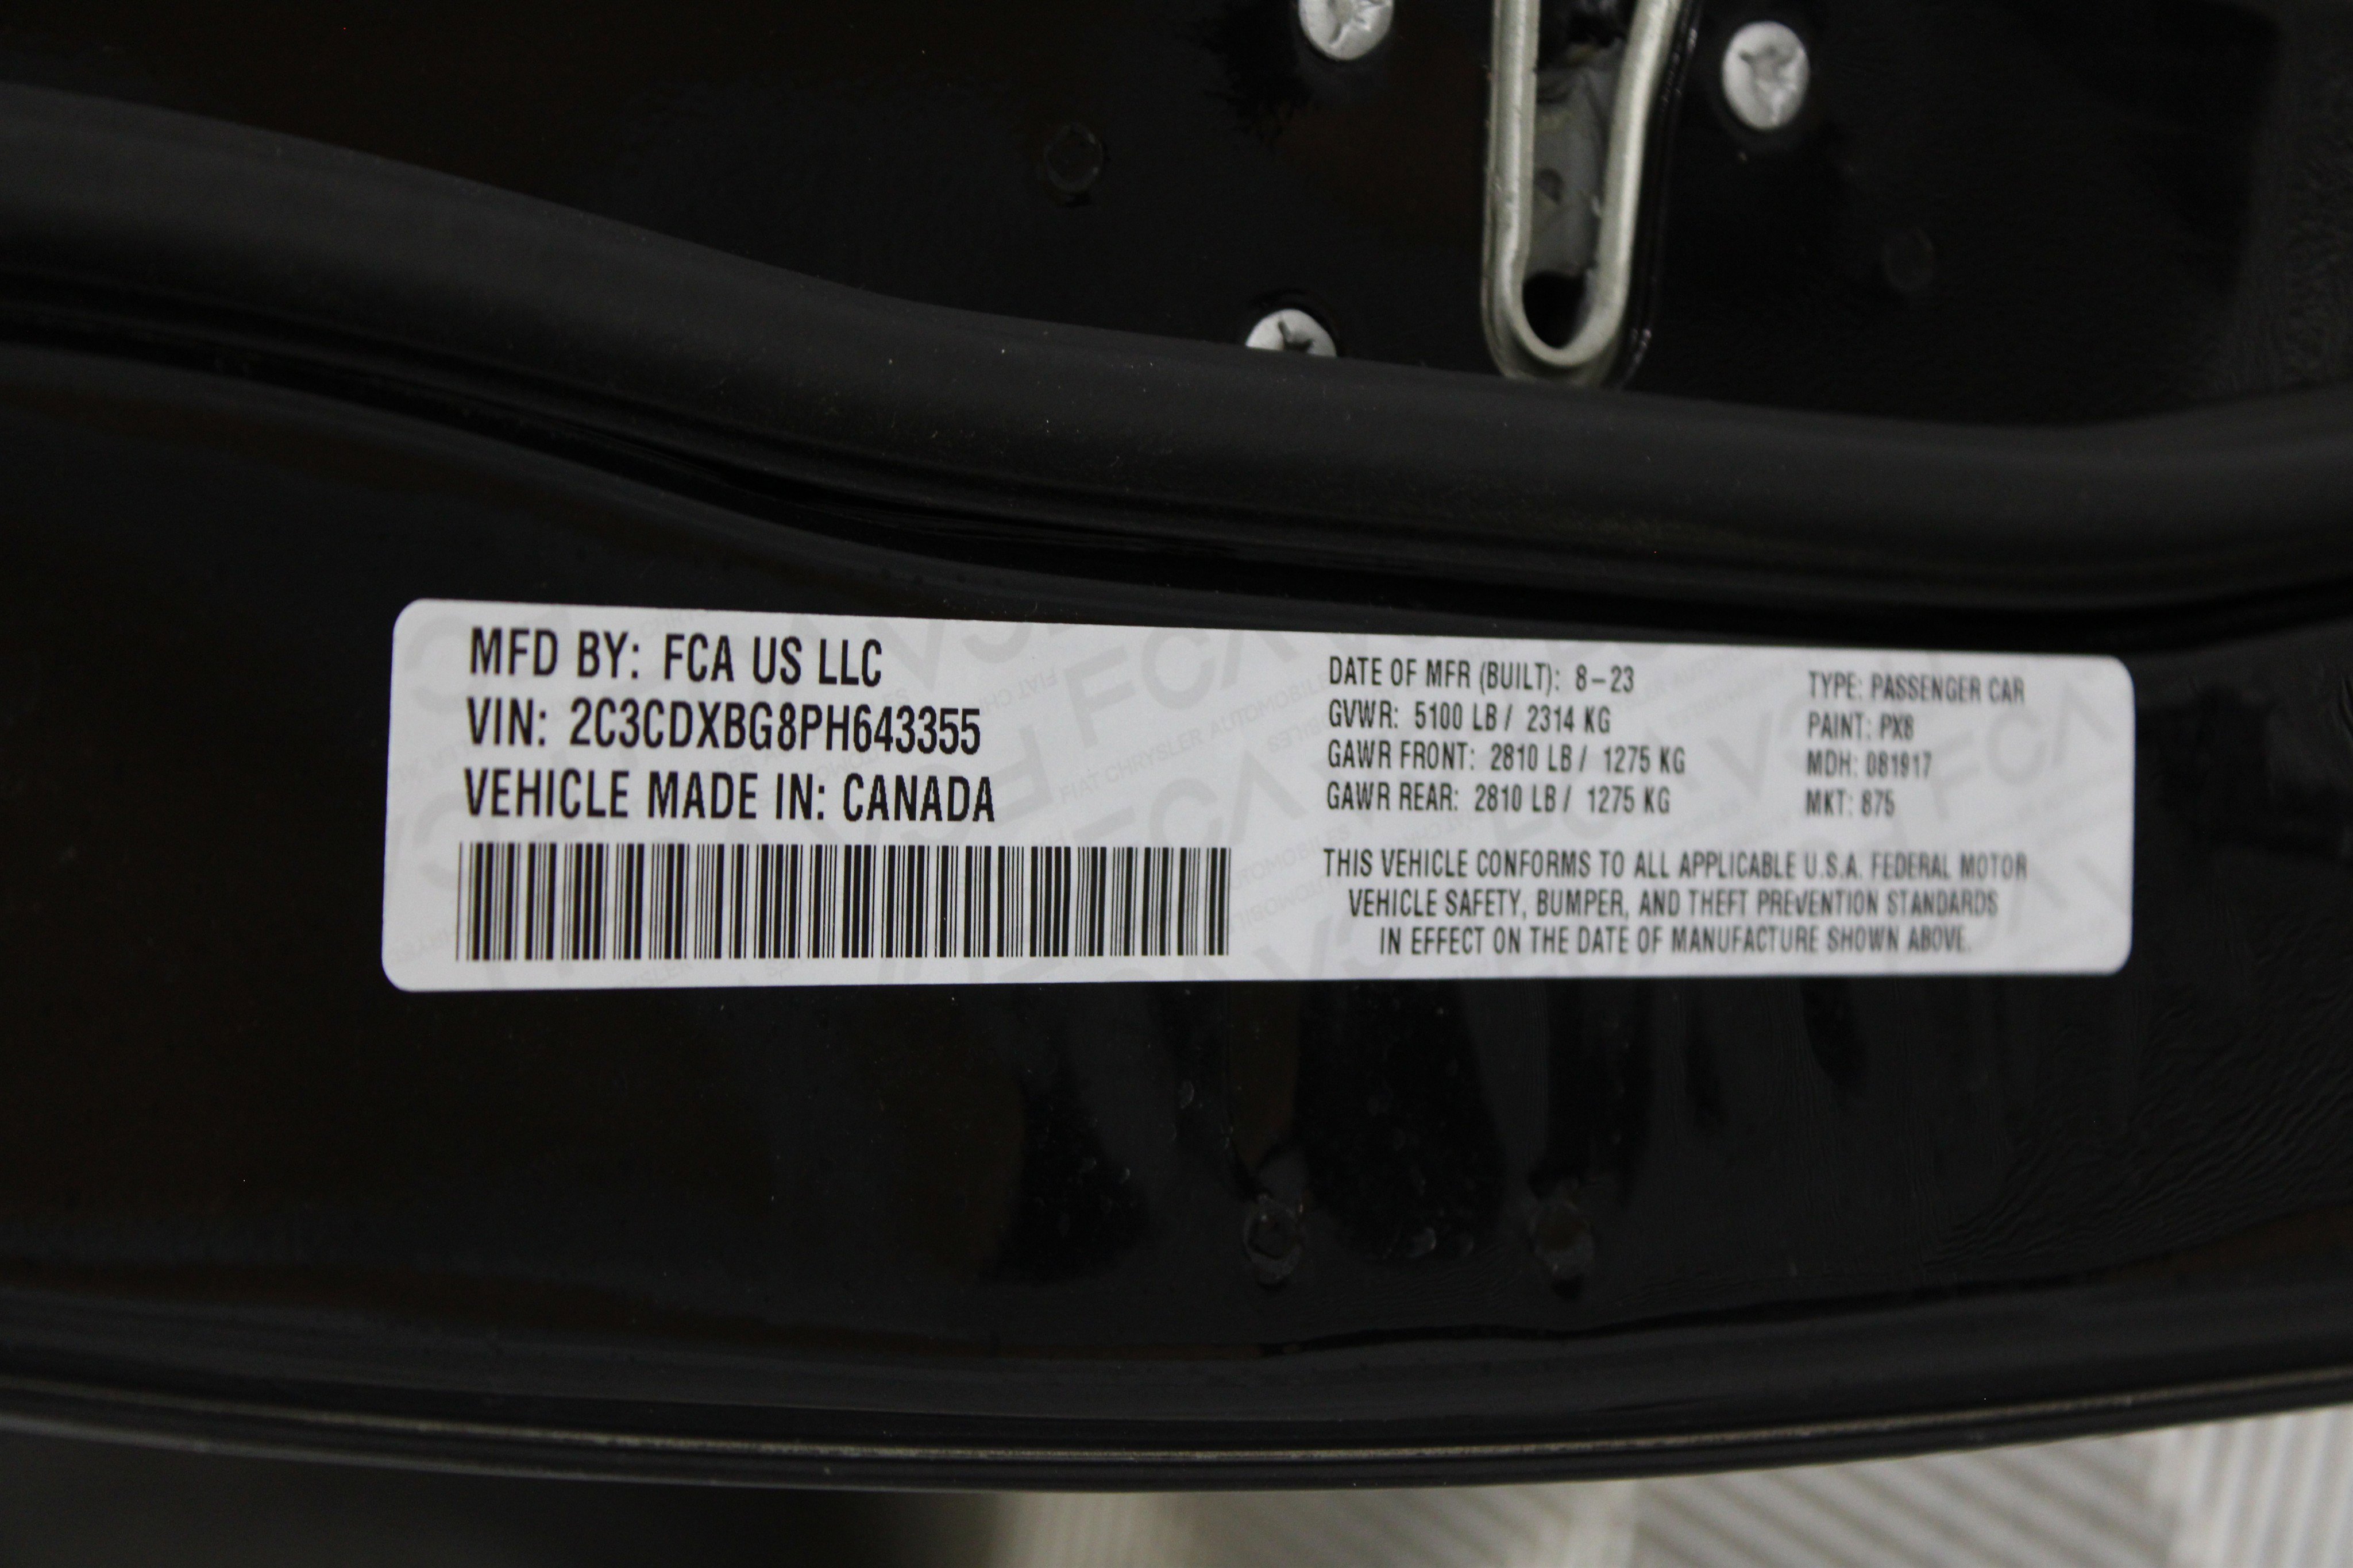 MFD BY: FCA US LLC
VIN: 2C3CDXBG8PH643355
VEHICLE MADE IN: CANADA
DATE OF MFR (BUILT): 8-23
GVWR: 5100 LB / 2314 KG
GAWR FRONT: 2810 LB / 1275 KG
GAWR REAR: 2810 LB / 1275 KG
TYPE: PASSENGER CAR
PAINT: PX8
MDH: 081917
MKT: 875
THIS VEHICLE CONFORMS TO ALL APPLICABLE U.S.A. FEDERAL MOTOR
VEHICLE SAFETY, BUMPER, AND THEFT PREVENTION STANDARDS
IN EFFECT ON THE DATE OF MANUFACTURE SHOWN ABOVE.